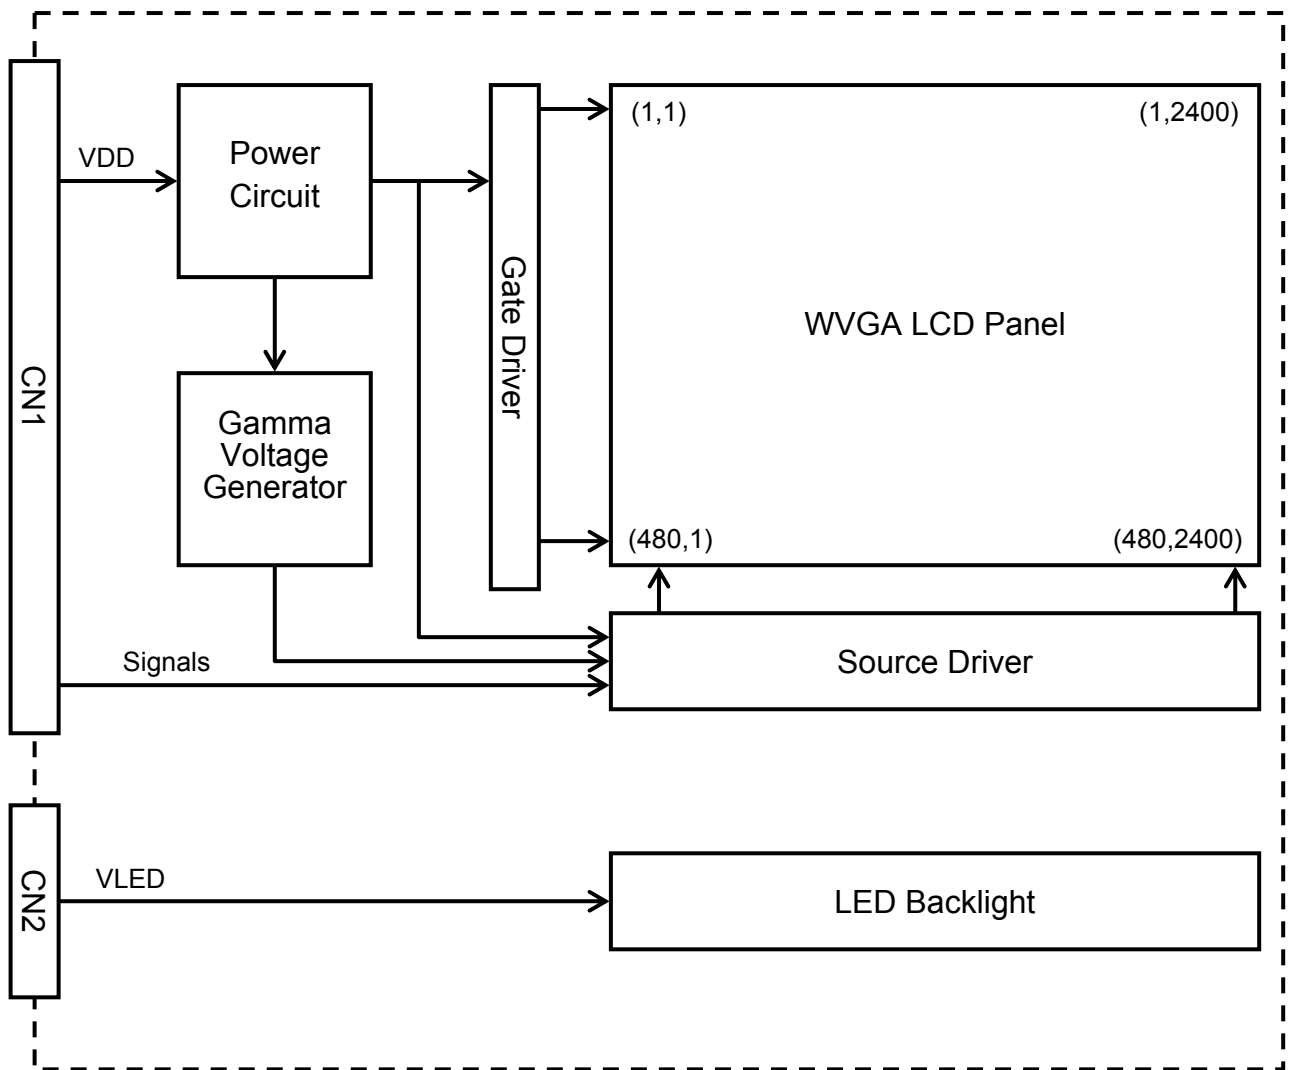 CN1
VDD
Power
Circuit
Gate Driver
(1,1)
(1,2400)
WVGA LCD Panel
Gamma
Voltage
Generator
(480,1)
(480,2400)
Signals
Source Driver
CN2
VLED
LED Backlight